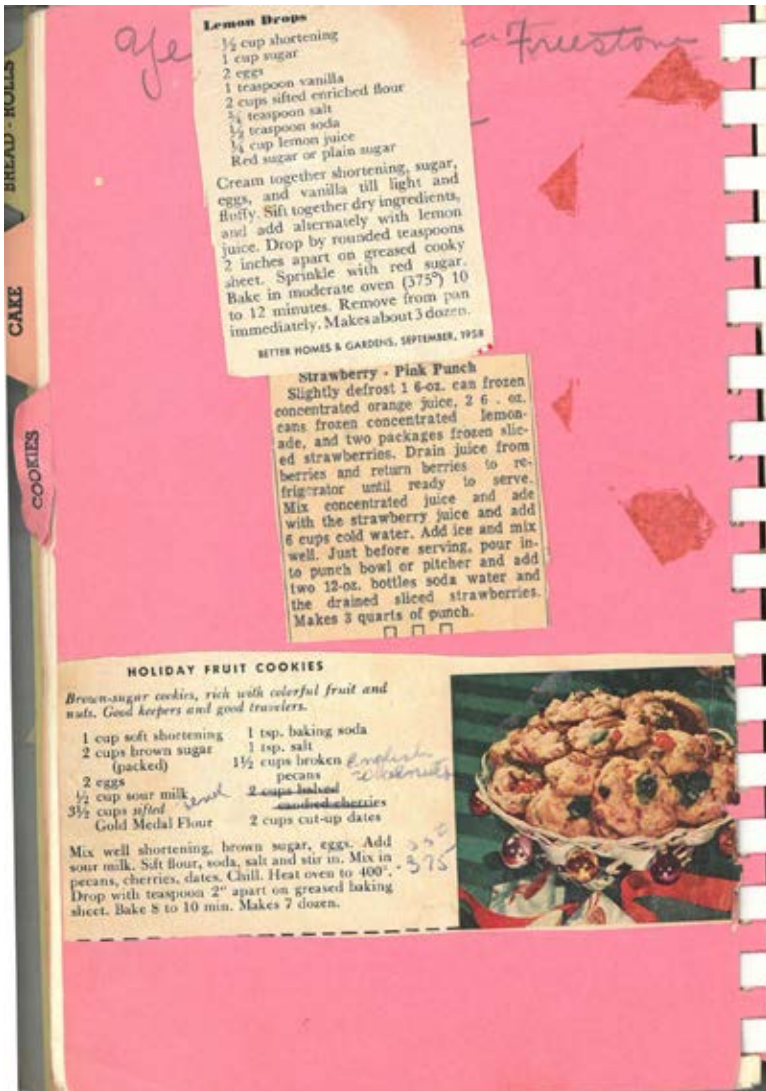 Freestone
BREAD - ROLLS
CAKE
COOKIES
Lemon Drops
½ cup shortening
1 cup sugar
2 eggs
1 teaspoon vanilla
2 cups sifted enriched flour
teaspoon salt
½ teaspoon soda
¼ cup lemon juice
Red sugar or plain sugar
Cream together shortening, sugar,
eggs, and vanilla till light and
fluffy. Sift together dry ingredients,
and add alternately with lemon
juice. Drop by rounded teaspoons
2 inches apart on greased cooky
sheet. Sprinkle with red sugar.
Bake in moderate oven (375°) 10
to 12 minutes. Remove from pan
immediately. Makes about 3 dozen.
BETTER HOMES & GARDENS, SEPTEMBER, 1958
Strawberry - Pink Punch
Slightly defrost 1 6-oz. can frozen
concentrated orange juice, 2 6 . oz.
cans frozen concentrated lemon-
ade, and two packages frozen slic-
ed strawberries. Drain juice from
berries and return berries to re-
frigerator until ready to serve.
Mix concentrated juice and ade
with the strawberry juice and add
6 cups cold water. Add ice and mix
well. Just before serving, pour in-
to punch bowl or pitcher and add
two 12-oz. bottles soda water and
the drained sliced strawberries.
Makes 3 quarts of punch.
HOLIDAY FRUIT COOKIES
Brown-sugar cookies, rich with colorful fruit and
nuts. Good keepers and good travelers.
1 cup soft shortening
2 cups brown sugar
(packed)
2 eggs
½ cup sour milk
3½ cups sifted
Gold Medal Flour
1 tsp. baking soda
1 tsp. salt
1½ cups broken English
pecans walnuts
2 cups halved
candied cherries
2 cups cut-up dates
Mix well shortening, brown sugar, eggs. Add
sour milk. Sift flour, soda, salt and stir in. Mix in
pecans, cherries, dates. Chill. Heat oven to 400°. - 375
Drop with teaspoon 2" apart on greased baking
sheet. Bake 8 to 10 min. Makes 7 dozen.